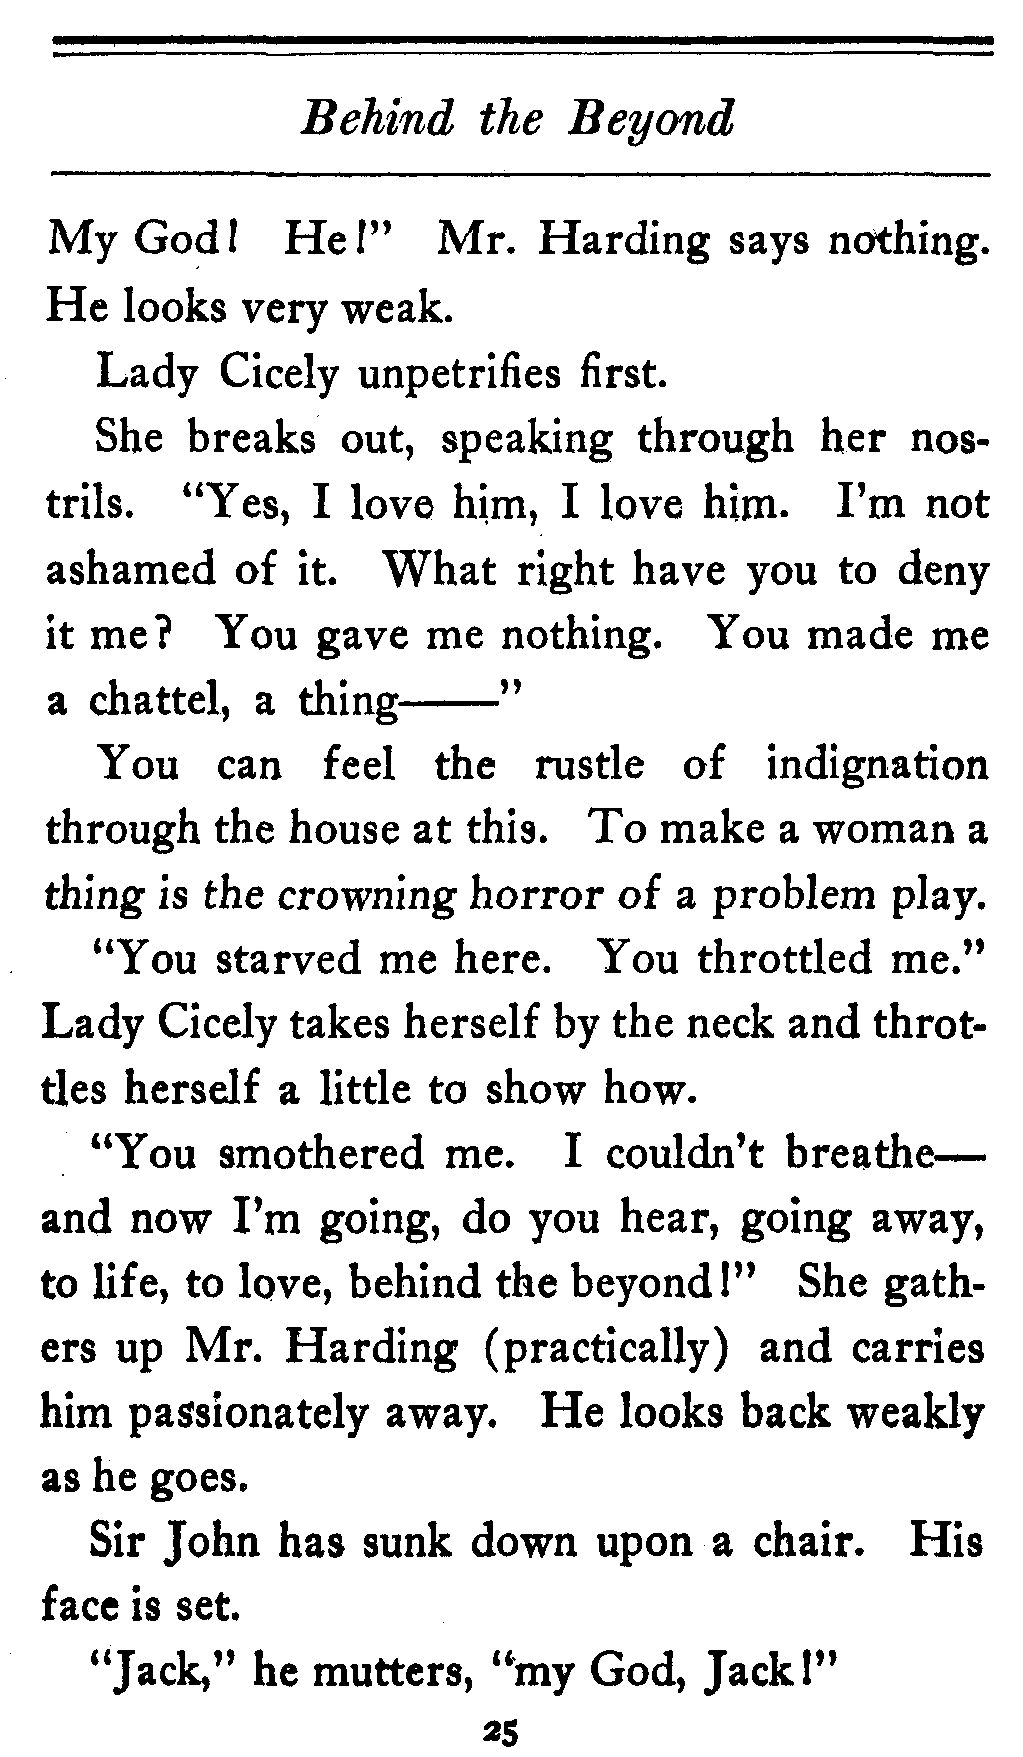 Behind the Beyond
My God! He!" Mr. Harding says nothing.
He looks very weak.
Lady Cicely unpetrifies first.
She breaks out, speaking through her nos-
trils. "Yes, I love him, I love him. I'm not
ashamed of it. What right have you to deny
it me? You gave me nothing. You made me
a chattel, a thing——"
You can feel the rustle of indignation
through the house at this. To make a woman a
thing is the crowning horror of a problem play.
"You starved me here. You throttled me."
Lady Cicely takes herself by the neck and throt-
tles herself a little to show how.
"You smothered me. I couldn't breathe—
and now I'm going, do you hear, going away,
to life, to love, behind the beyond!" She gath-
ers up Mr. Harding (practically) and carries
him passionately away. He looks back weakly
as he goes.
Sir John has sunk down upon a chair. His
face is set.
"Jack," he mutters, "my God, Jack!"
25